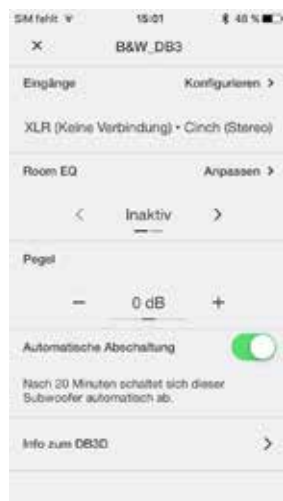 SIM fehlt 15:01 48 %
× B&W_DB3
Eingänge Konfigurieren >
XLR (Keine Verbindung) • Cinch (Stereo)
Room EQ Anpassen >
< Inaktiv >
Pegel
− 0 dB +
Automatische Abschaltung
Nach 20 Minuten schaltet sich dieser
Subwoofer automatisch ab.
Info zum DB3D >